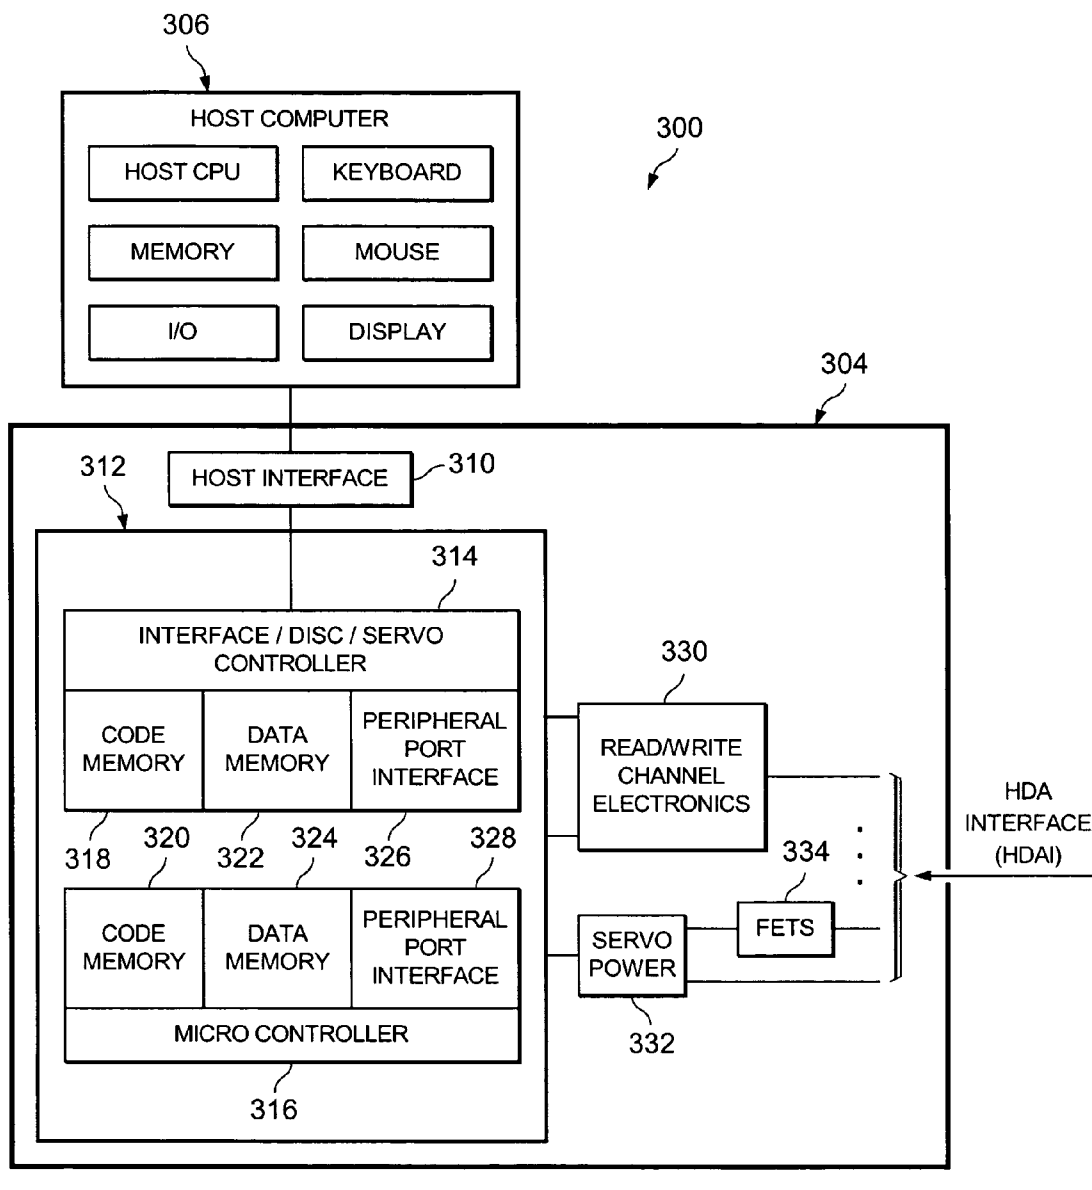 306
HOST COMPUTER
300
HOST CPU
KEYBOARD
MEMORY
MOUSE
I/O
DISPLAY
304
312
HOST INTERFACE
310
314
INTERFACE / DISC / SERVO
CONTROLLER
330
CODE
MEMORY
DATA
MEMORY
PERIPHERAL
PORT
INTERFACE
READ/WRITE
CHANNEL
ELECTRONICS
HDA
INTERFACE
(HDAI)
318
320
322
324
326
328
334
CODE
MEMORY
DATA
MEMORY
PERIPHERAL
PORT
INTERFACE
SERVO
POWER
FETS
MICRO CONTROLLER
332
316